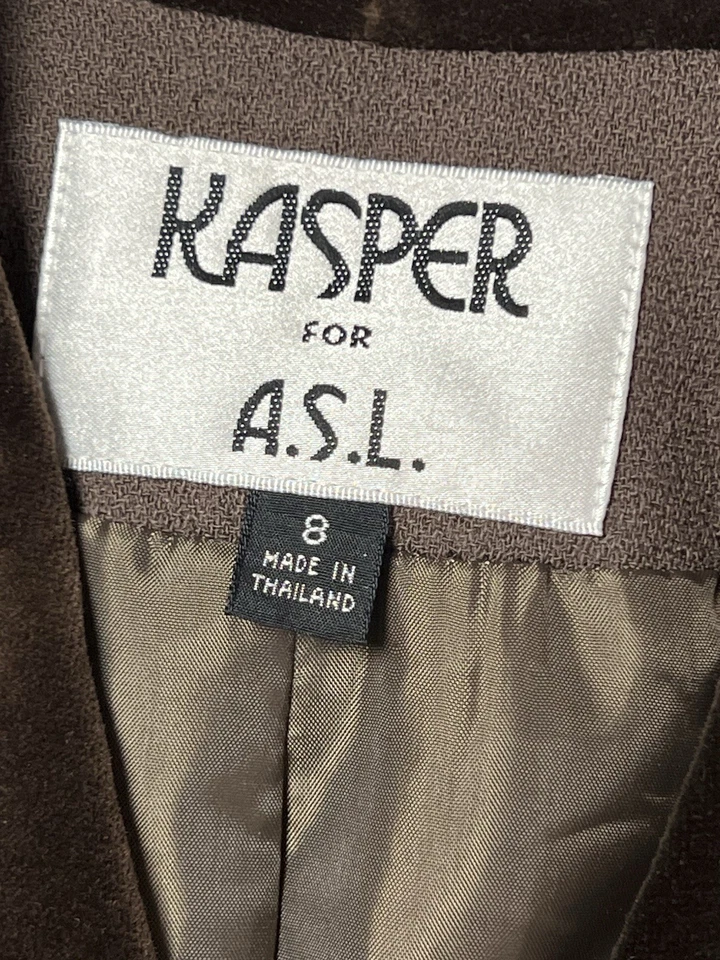 KASPER
FOR
A.S.L.
8
MADE IN
THAILAND